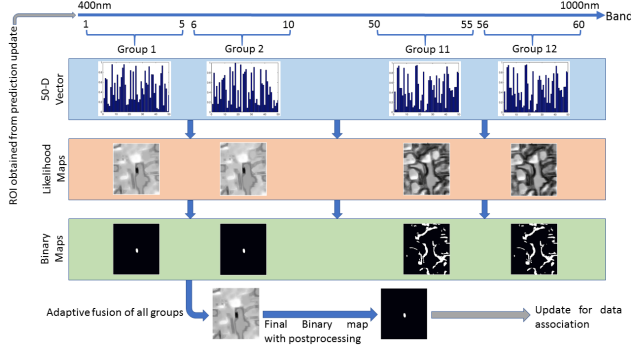 400nm 1000nm
Band
1 5 6 10 50 55 56 60
Group 1 Group 2 Group 11 Group 12
ROI obtained from prediction update
50-D
Vector
Likelihood
Maps
Binary
Maps
Adaptive fusion of all groups
Final Binary map
with postprocessing
Update for data
association